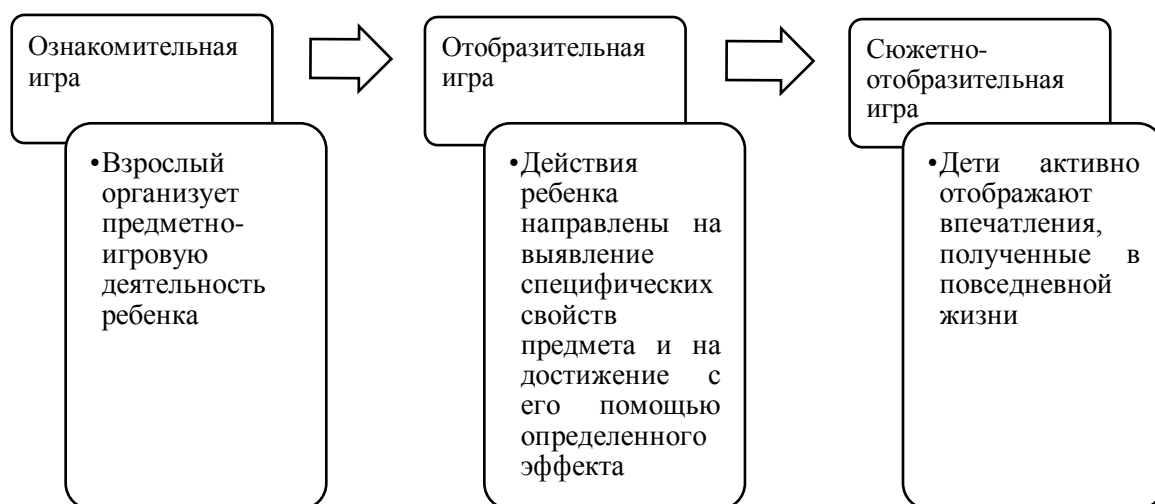 Ознакомительная
игра
•Взрослый
организует
предметно-
игровую
деятельность
ребенка
Отобразительная
игра
•Действия
ребенка
направлены на
выявление
специфических
свойств
предмета и на
достижение с
его помощью
определенного
эффекта
Сюжетно-
отобразительная
игра
•Дети активно
отображают
впечатления,
полученные в
повседневной
жизни